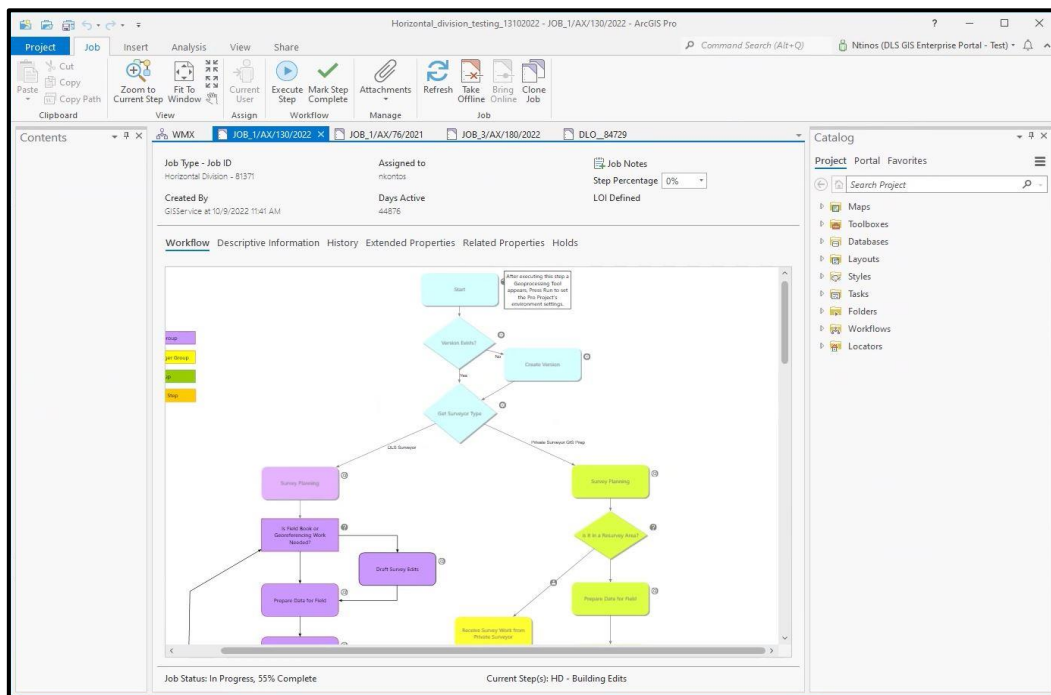 Horizontal_division_testing_13102022 - JOB_1/AX/130/2022 - ArcGIS Pro
Project Job Insert Analysis View Share
Command Search (Alt+Q)
Ntinos (DLS GIS Enterprise Portal - Test)
Paste
Cut
Copy
Copy Path
Clipboard
Zoom to Current Step
Fit To Window
View
Current User
Assign
Execute Step
Mark Step Complete
Workflow
Attachments
Manage
Refresh
Take Offline
Bring Online
Clone Job
Job
Contents
WMX JOB_1/AX/130/2022 JOB_1/AX/76/2021 JOB_3/AX/180/2022 DLO__84729
Job Type - Job ID
Horizontal Division - 81371
Assigned to
nkontos
Job Notes
Step Percentage 0%
Created By
GISService at 10/9/2022 11:41 AM
Days Active
44876
LOI Defined
Workflow Descriptive Information History Extended Properties Related Properties Holds
Start
After executing this step a
Geoprocessing Tool
appears. Press Run to set
the Pro Project's
environment settings.
Version Exists?
No
Create Version
Yes
Get Surveyor Type
DLS Surveyor
Private Surveyor GIS Prep
Survey Planning
Survey Planning
Is Field Book or
Georeferencing Work
Needed?
Is It in a Resurvey Area?
Draft Survey Edits
Prepare Data for Field
Prepare Data for Field
Receive Survey Work from
Private Surveyor
Job Status: In Progress, 55% Complete
Current Step(s): HD - Building Edits
Catalog
Project Portal Favorites
Search Project
Maps
Toolboxes
Databases
Layouts
Styles
Tasks
Folders
Workflows
Locators